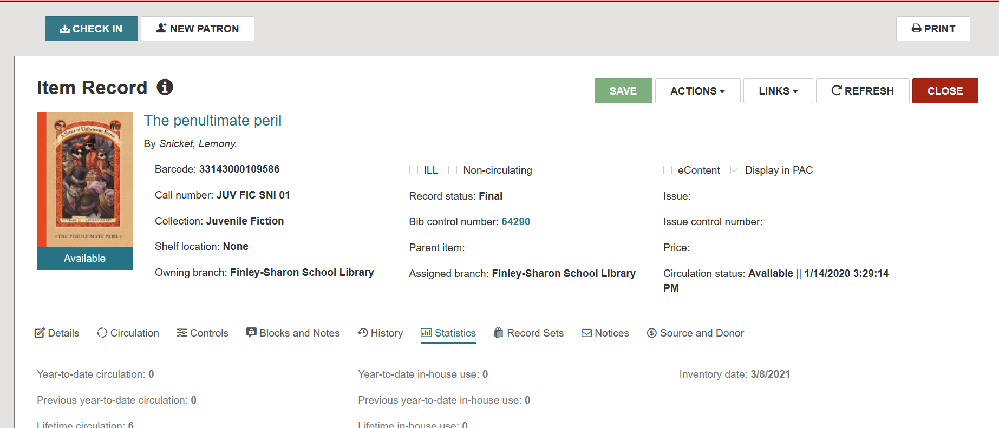 CHECK IN
NEW PATRON
PRINT
Item Record
SAVE
ACTIONS
LINKS
REFRESH
CLOSE
A Series of Unfortunate Events
THE PENULTIMATE PERIL
Available
The penultimate peril
By Snicket, Lemony.
Barcode: 33143000109586
Call number: JUV FIC SNI 01
Collection: Juvenile Fiction
Shelf location: None
Owning branch: Finley-Sharon School Library
ILL Non-circulating
Record status: Final
Bib control number: 64290
Parent item:
Assigned branch: Finley-Sharon School Library
eContent Display in PAC
Issue:
Issue control number:
Price:
Circulation status: Available || 1/14/2020 3:29:14
PM
Details Circulation Controls Blocks and Notes History Statistics Record Sets Notices Source and Donor
Year-to-date circulation: 0
Year-to-date in-house use: 0
Inventory date: 3/8/2021
Previous year-to-date circulation: 0
Previous year-to-date in-house use: 0
Lifetime circulation: 6
Lifetime in-house use: 0